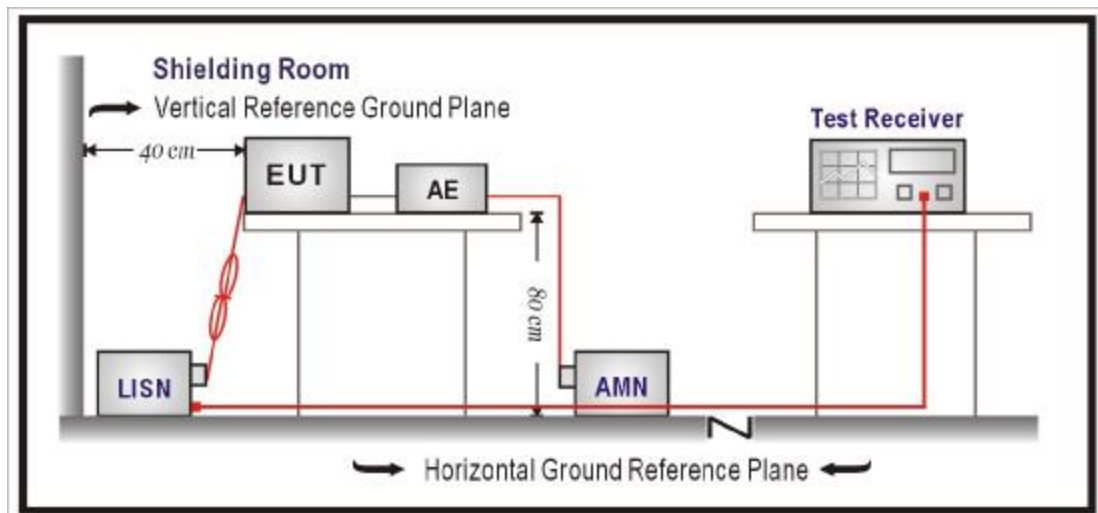 Shielding Room
Vertical Reference Ground Plane
Test Receiver
40 cm
EUT
AE
80 cm
LISN
AMN
Horizontal Ground Reference Plane